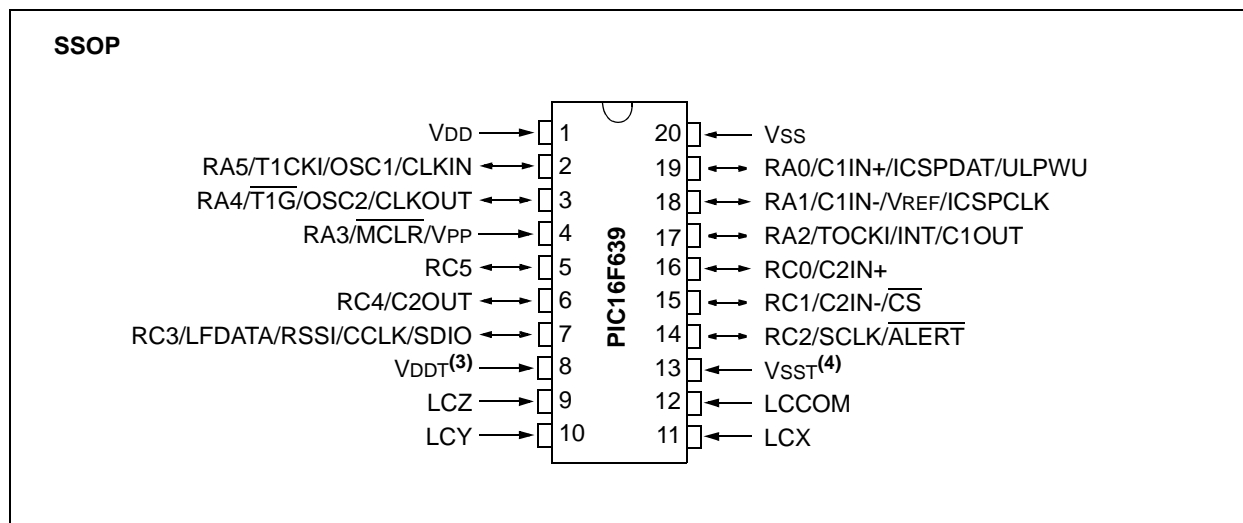 SSOP
VDD 1 20 VSS
RA5/T1CKI/OSC1/CLKIN 2 19 RA0/C1IN+/ICSPDAT/ULPWU
RA4/T1G/OSC2/CLKOUT 3 18 RA1/C1IN-/VREF/ICSPCLK
RA3/MCLR/VPP 4 17 RA2/TOCKI/INT/C1OUT
RC5 5 16 RC0/C2IN+
RC4/C2OUT 6 15 RC1/C2IN-/CS
RC3/LFDATA/RSSI/CCLK/SDIO 7 14 RC2/SCLK/ALERT
VDDT(3) 8 13 VSST(4)
LCZ 9 12 LCCOM
LCY 10 11 LCX
PIC16F639